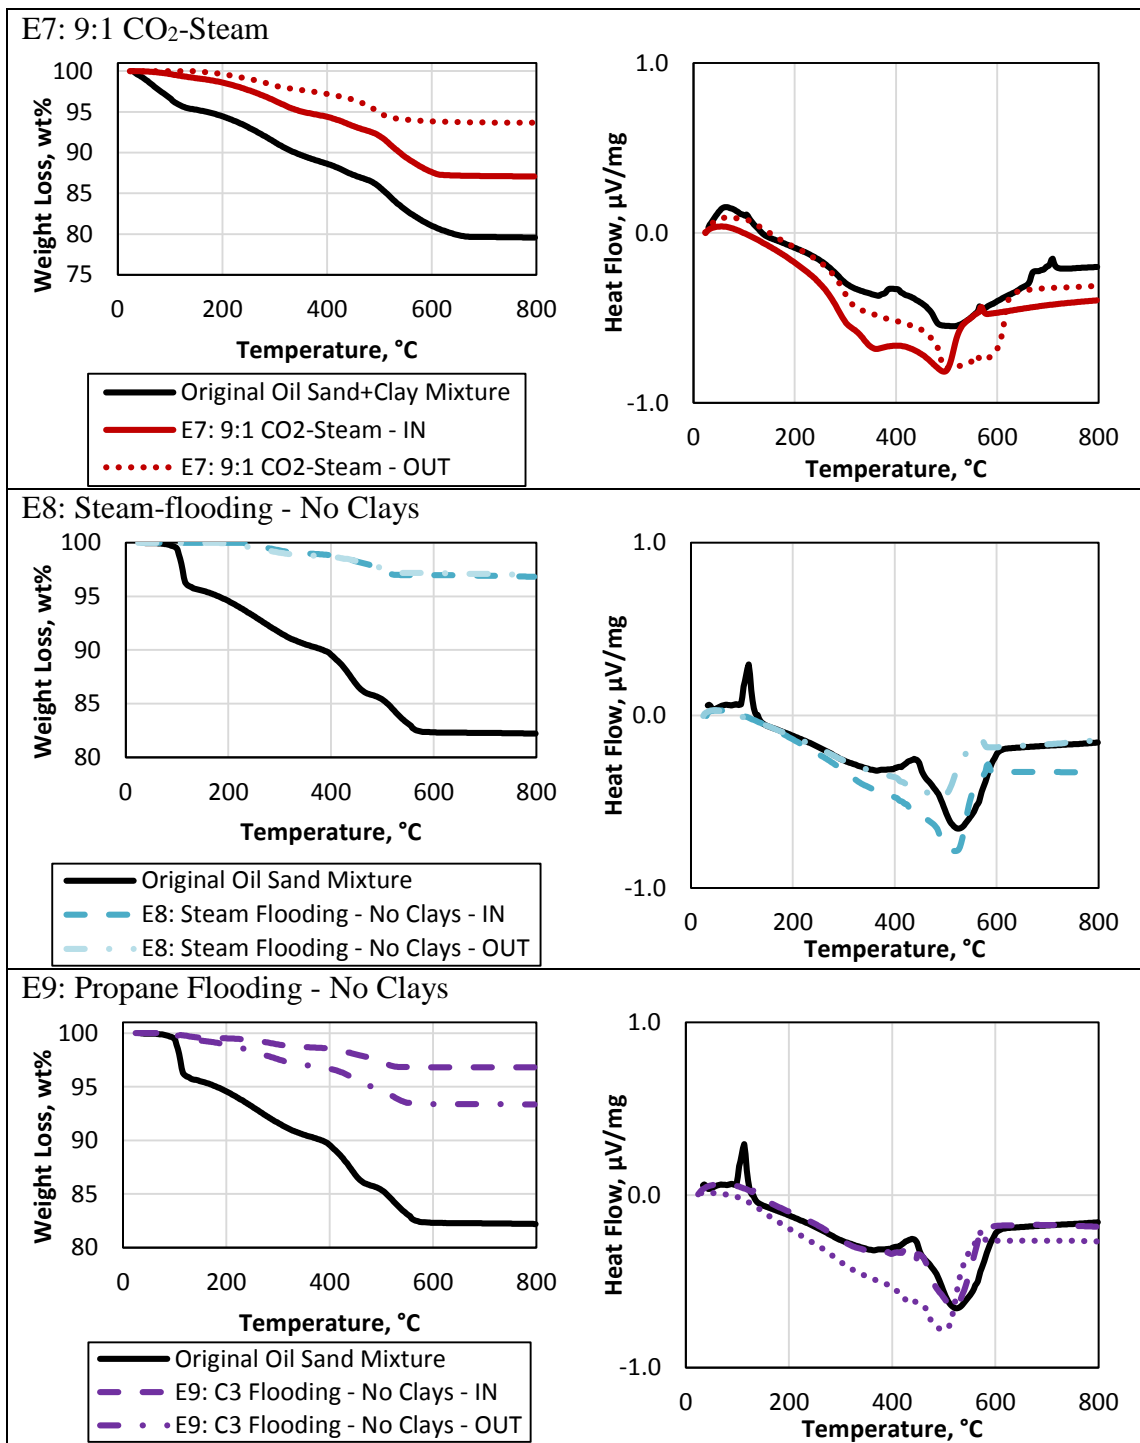 E7: 9:1 CO₂-Steam
100
95
90
85
80
75
0
200
400
600
800
Weight Loss, wt%
Temperature, °C
Original Oil Sand+Clay Mixture
E7: 9:1 CO2-Steam - IN
E7: 9:1 CO2-Steam - OUT
1.0
0.0
-1.0
0
200
400
600
800
Heat Flow, µV/mg
Temperature, °C
E8: Steam-flooding - No Clays
100
95
90
85
80
0
200
400
600
800
Weight Loss, wt%
Temperature, °C
Original Oil Sand Mixture
E8: Steam Flooding - No Clays - IN
E8: Steam Flooding - No Clays - OUT
1.0
0.0
-1.0
0
200
400
600
800
Heat Flow, µV/mg
Temperature, °C
E9: Propane Flooding - No Clays
100
95
90
85
80
0
200
400
600
800
Weight Loss, wt%
Temperature, °C
Original Oil Sand Mixture
E9: C3 Flooding - No Clays - IN
E9: C3 Flooding - No Clays - OUT
1.0
0.0
-1.0
0
200
400
600
800
Heat Flow, µV/mg
Temperature, °C